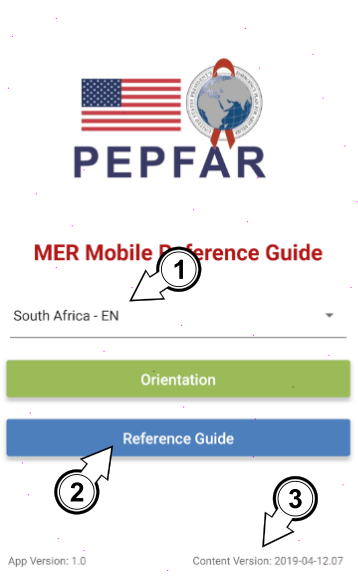 PEPFAR
MER Mobile Reference Guide
1
South Africa - EN
Orientation
Reference Guide
2
3
App Version: 1.0
Content Version: 2019-04-12.07